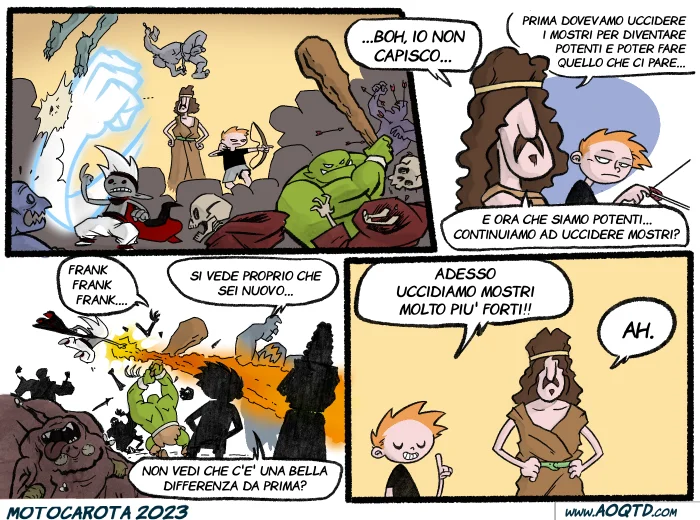 ...BOH, IO NON
CAPISCO...
PRIMA DOVEVAMO UCCIDERE
I MOSTRI PER DIVENTARE
POTENTI E POTER FARE
QUELLO CHE CI PARE...
E ORA CHE SIAMO POTENTI...
CONTINUIAMO AD UCCIDERE MOSTRI?
FRANK
FRANK
FRANK....
SI VEDE PROPRIO CHE
SEI NUOVO...
NON VEDI CHE C'E' UNA BELLA
DIFFERENZA DA PRIMA?
ADESSO
UCCIDIAMO MOSTRI
MOLTO PIU' FORTI!!
AH.
MOTOCAROTA 2023
www.AOQTD.com